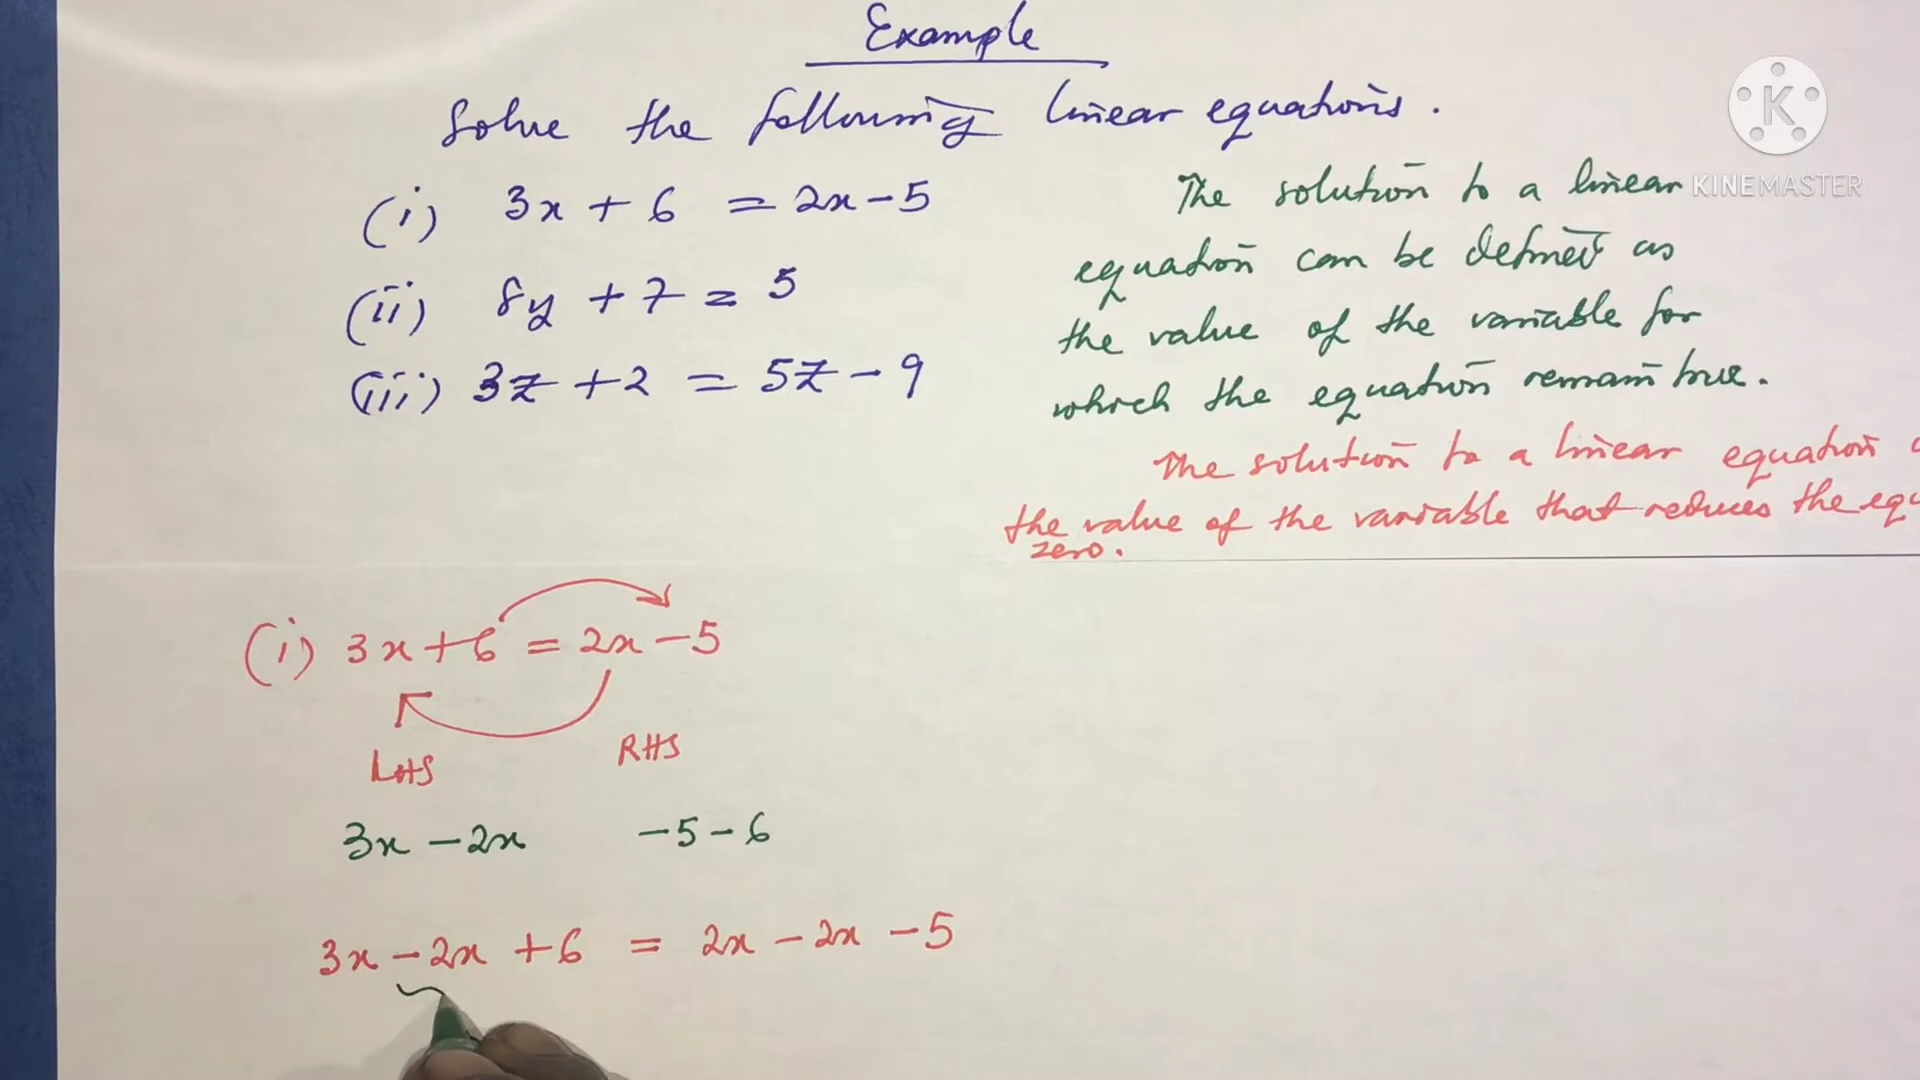 Example
Solve the following linear equations.
(i) 3x + 6 = 2x - 5
(ii) 8y + 7 = 5
(iii) 3z + 2 = 5z - 9
The solution to a linear
equation can be defined as
the value of the variable for
which the equation remain true.
The solution to a linear equation
the value of the variable that reduces the equ
zero.
K
KINEMASTER
(i) 3x + 6 = 2x - 5
LHS RHS
3x - 2x -5 - 6
3x - 2x + 6 = 2x - 2x - 5